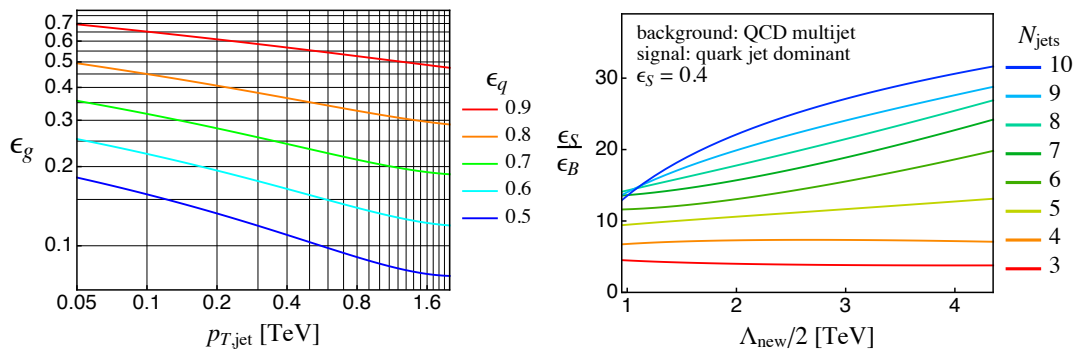 0.7
0.6
0.5
0.4
0.3
0.2
0.1
ϵg
0.05 0.1 0.2 0.4 0.8 1.6
pT,jet [TeV]
ϵq
0.9
0.8
0.7
0.6
0.5
background: QCD multijet
signal: quark jet dominant
ϵS = 0.4
30
20
10
0
ϵS
ϵB
1 2 3 4
Λnew/2 [TeV]
Njets
10
9
8
7
6
5
4
3